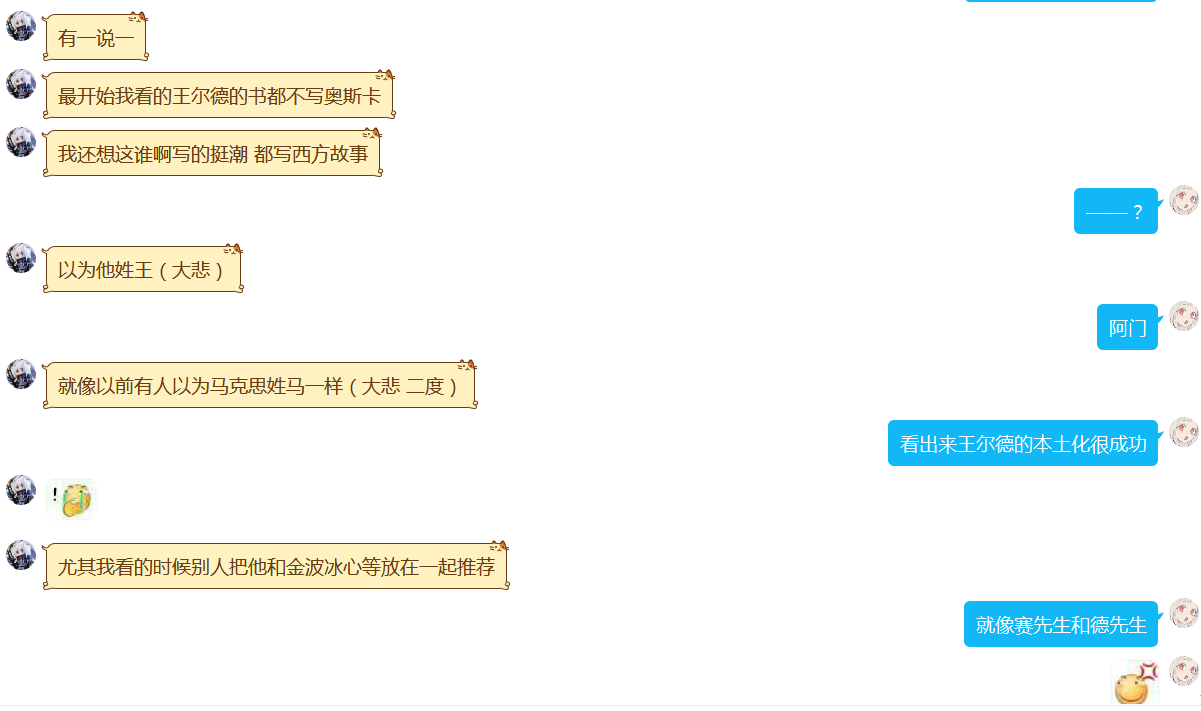 有一说一
最开始我看的王尔德的书都不写奥斯卡
我还想这谁啊写的挺潮 都写西方故事
——？
以为他姓王（大悲）
阿门
就像以前有人以为马克思姓马一样（大悲 二度）
看出来王尔德的本土化很成功
!
尤其我看的时候别人把他和金波冰心等放在一起推荐
就像赛先生和德先生